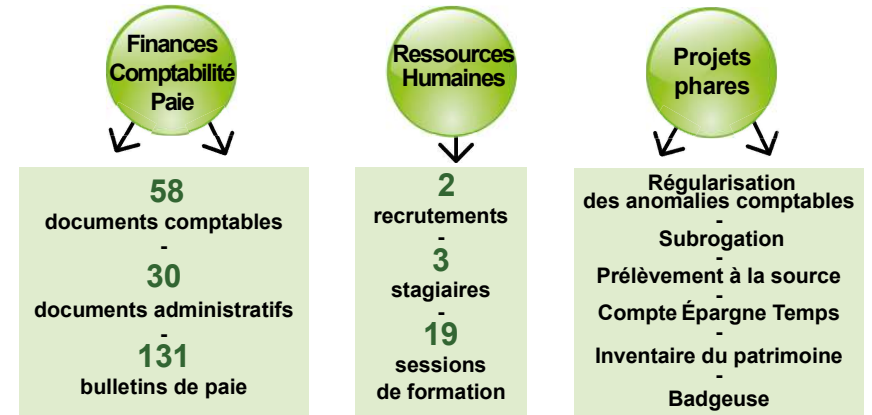 Finances
Comptabilité
Paie
58
documents comptables
-
30
documents administratifs
-
131
bulletins de paie
Ressources
Humaines
2
recrutements
-
3
stagiaires
-
19
sessions
de formation
Projets
phares
Régularisation
des anomalies comptables
-
Subrogation
-
Prélèvement à la source
-
Compte Épargne Temps
-
Inventaire du patrimoine
-
Badgeuse